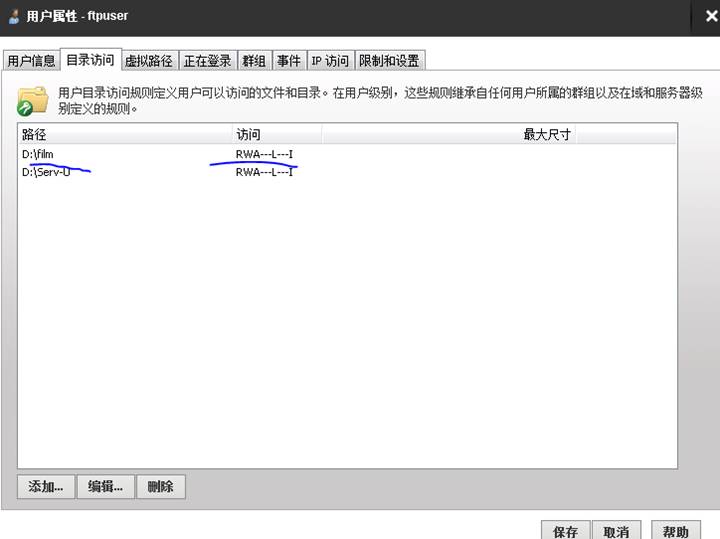 用户属性 - ftpuser
用户信息 目录访问 虚拟路径 正在登录 群组 事件 IP 访问 限制和设置
用户目录访问规则定义用户可以访问的文件和目录。在用户级别，这些规则继承自任何用户所属的群组以及在域和服务器级
别定义的规则。
路径 访问 最大尺寸
D:\film RWA---L---I
D:\Serv-U RWA---L---I
添加... 编辑... 删除
保存 取消 帮助